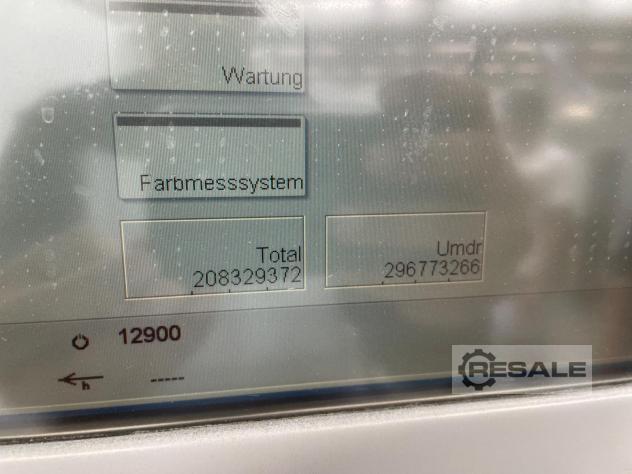 Wartung
Farbmesssystem
Total
208329372
Umdr
296773266
12900
h -----
RESALE